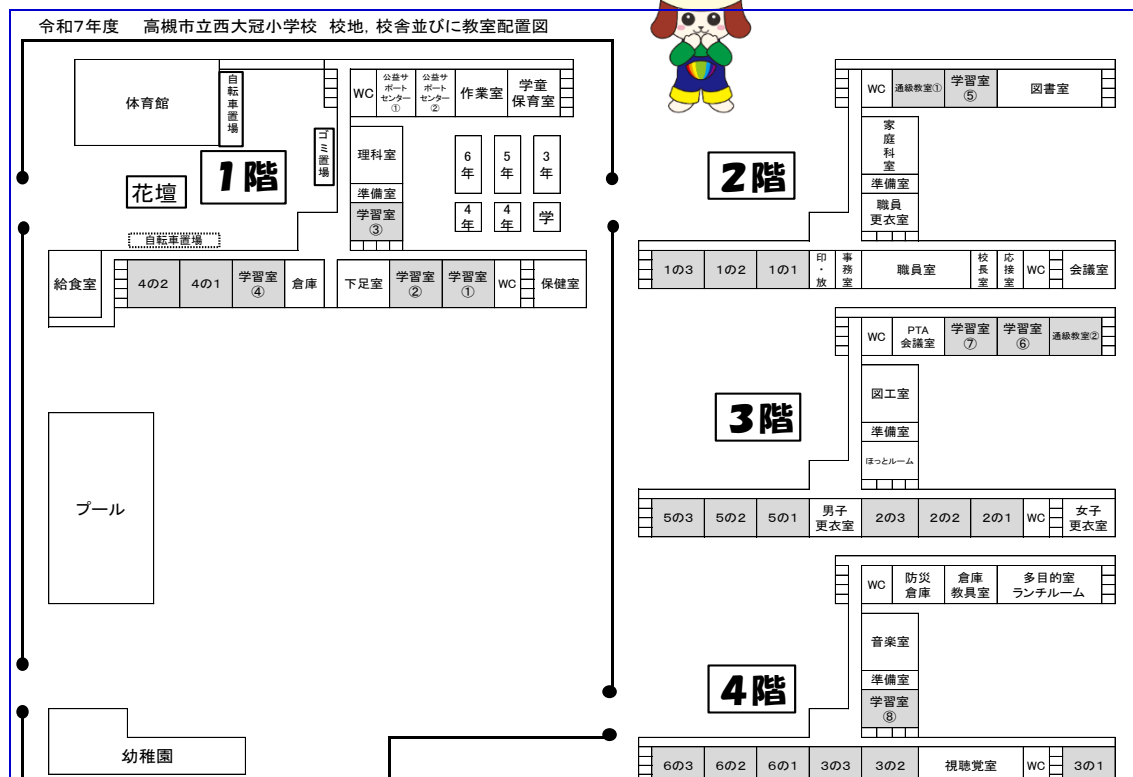 令和7年度　高槻市立西大冠小学校 校地，校舎並びに教室配置図
体育館
自転車置場
ゴミ置場
1階
花壇
自転車置場
WC
公益サポートセンター①
公益サポートセンター②
作業室
学童
保育室
理科室
準備室
学習室
③
6年
5年
3年
4年
4年
学
給食室
4の2
4の1
学習室
④
倉庫
下足室
学習室
②
学習室
①
WC
保健室
プール
幼稚園
2階
WC
通級教室①
学習室
⑤
図書室
家庭科室
準備室
職員
更衣室
1の3
1の2
1の1
印・放
事務室
職員室
校長室
応接室
WC
会議室
3階
WC
PTA
会議室
学習室
⑦
学習室
⑥
通級教室②
図工室
準備室
ほっとルーム
5の3
5の2
5の1
男子
更衣室
2の3
2の2
2の1
WC
女子
更衣室
4階
WC
防災
倉庫
倉庫
教具室
多目的室
ランチルーム
音楽室
準備室
学習室
⑧
6の3
6の2
6の1
3の3
3の2
視聴覚室
WC
3の1